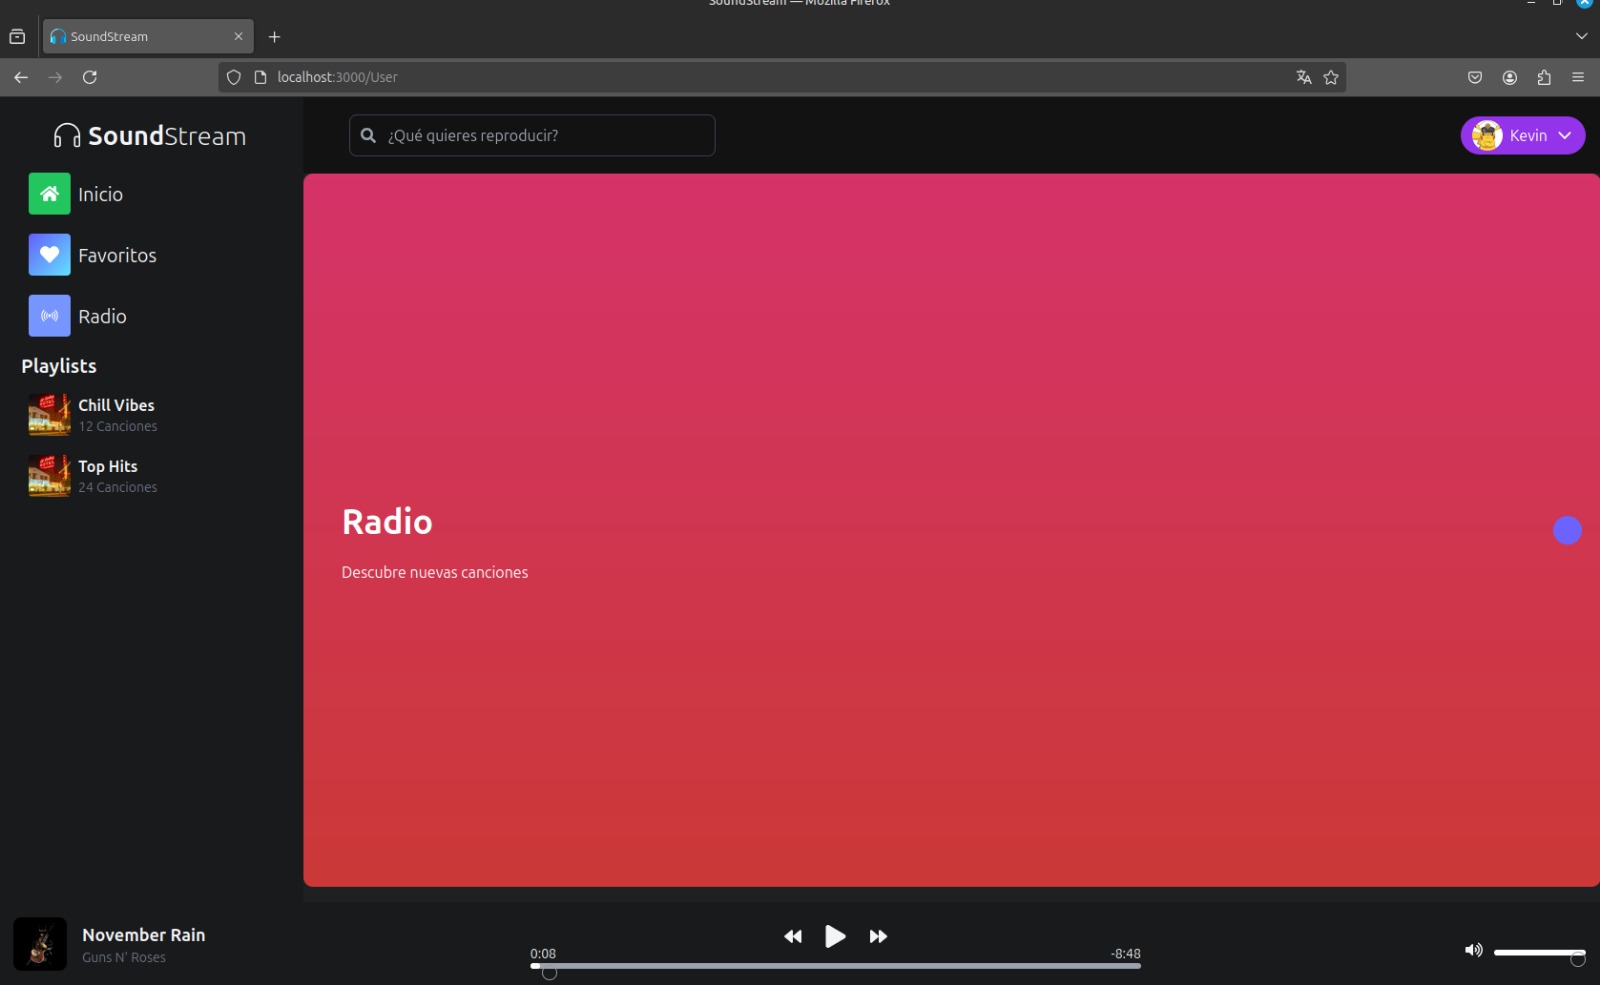 SoundStream — Mozilla Firefox
SoundStream
localhost:3000/User
SoundStream
¿Qué quieres reproducir?
Kevin
Inicio
Favoritos
Radio
Playlists
Chill Vibes
12 Canciones
Top Hits
24 Canciones
Radio
Descubre nuevas canciones
November Rain
Guns N' Roses
0:08
-8:48